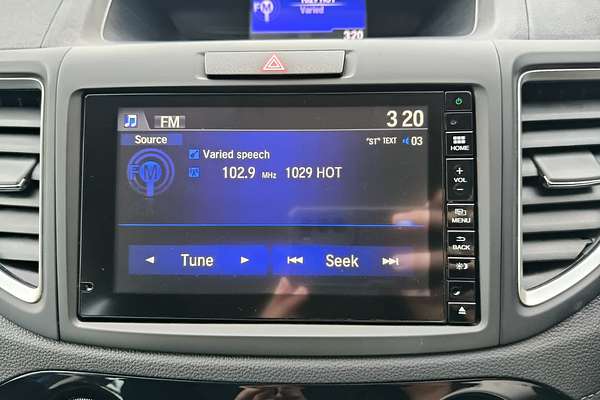 1029 HOT
Varied
3:20
FM
3 20
Source
"ST" TEXT 03
Varied speech
FM
102.9 MHz 1029 HOT
Tune Seek
HOME
+
VOL
−
MENU
BACK